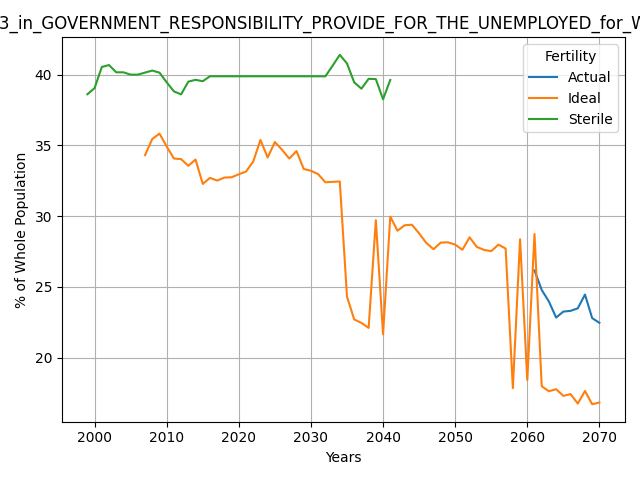 3_in_GOVERNMENT_RESPONSIBILITY_PROVIDE_FOR_THE_UNEMPLOYED_for_W
Fertility
Actual
Ideal
Sterile
% of Whole Population
40
35
30
25
20
2000 2010 2020 2030 2040 2050 2060 2070
Years